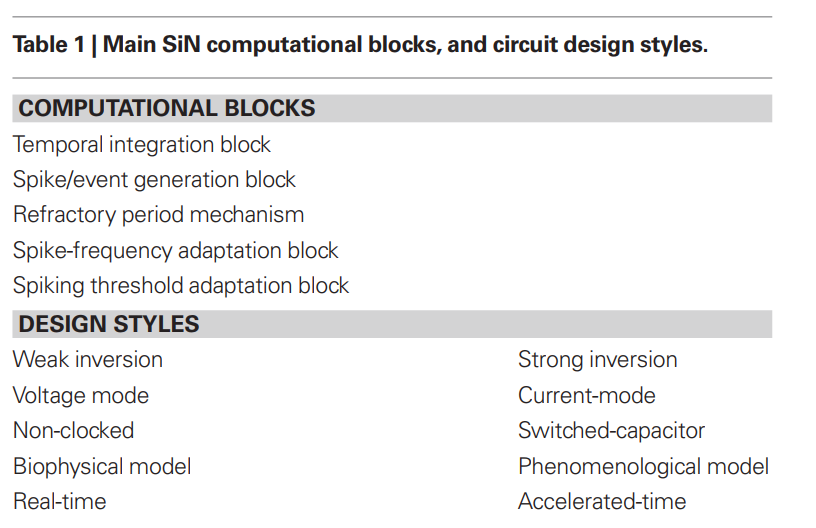 Table 1 | Main SiN computational blocks, and circuit design styles.
COMPUTATIONAL BLOCKS
Temporal integration block
Spike/event generation block
Refractory period mechanism
Spike-frequency adaptation block
Spiking threshold adaptation block
DESIGN STYLES
Weak inversion Strong inversion
Voltage mode Current-mode
Non-clocked Switched-capacitor
Biophysical model Phenomenological model
Real-time Accelerated-time